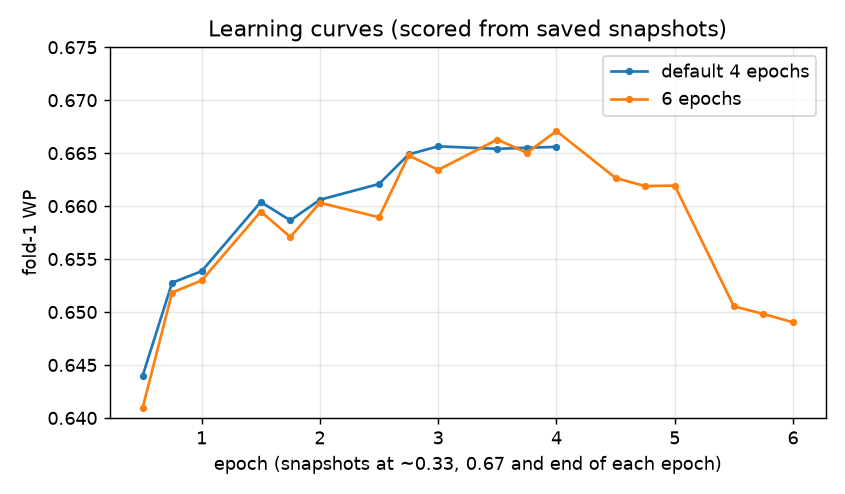 Learning curves (scored from saved snapshots)
default 4 epochs
6 epochs
fold-1 WP
0.675
0.670
0.665
0.660
0.655
0.650
0.645
0.640
1 2 3 4 5 6
epoch (snapshots at ~0.33, 0.67 and end of each epoch)